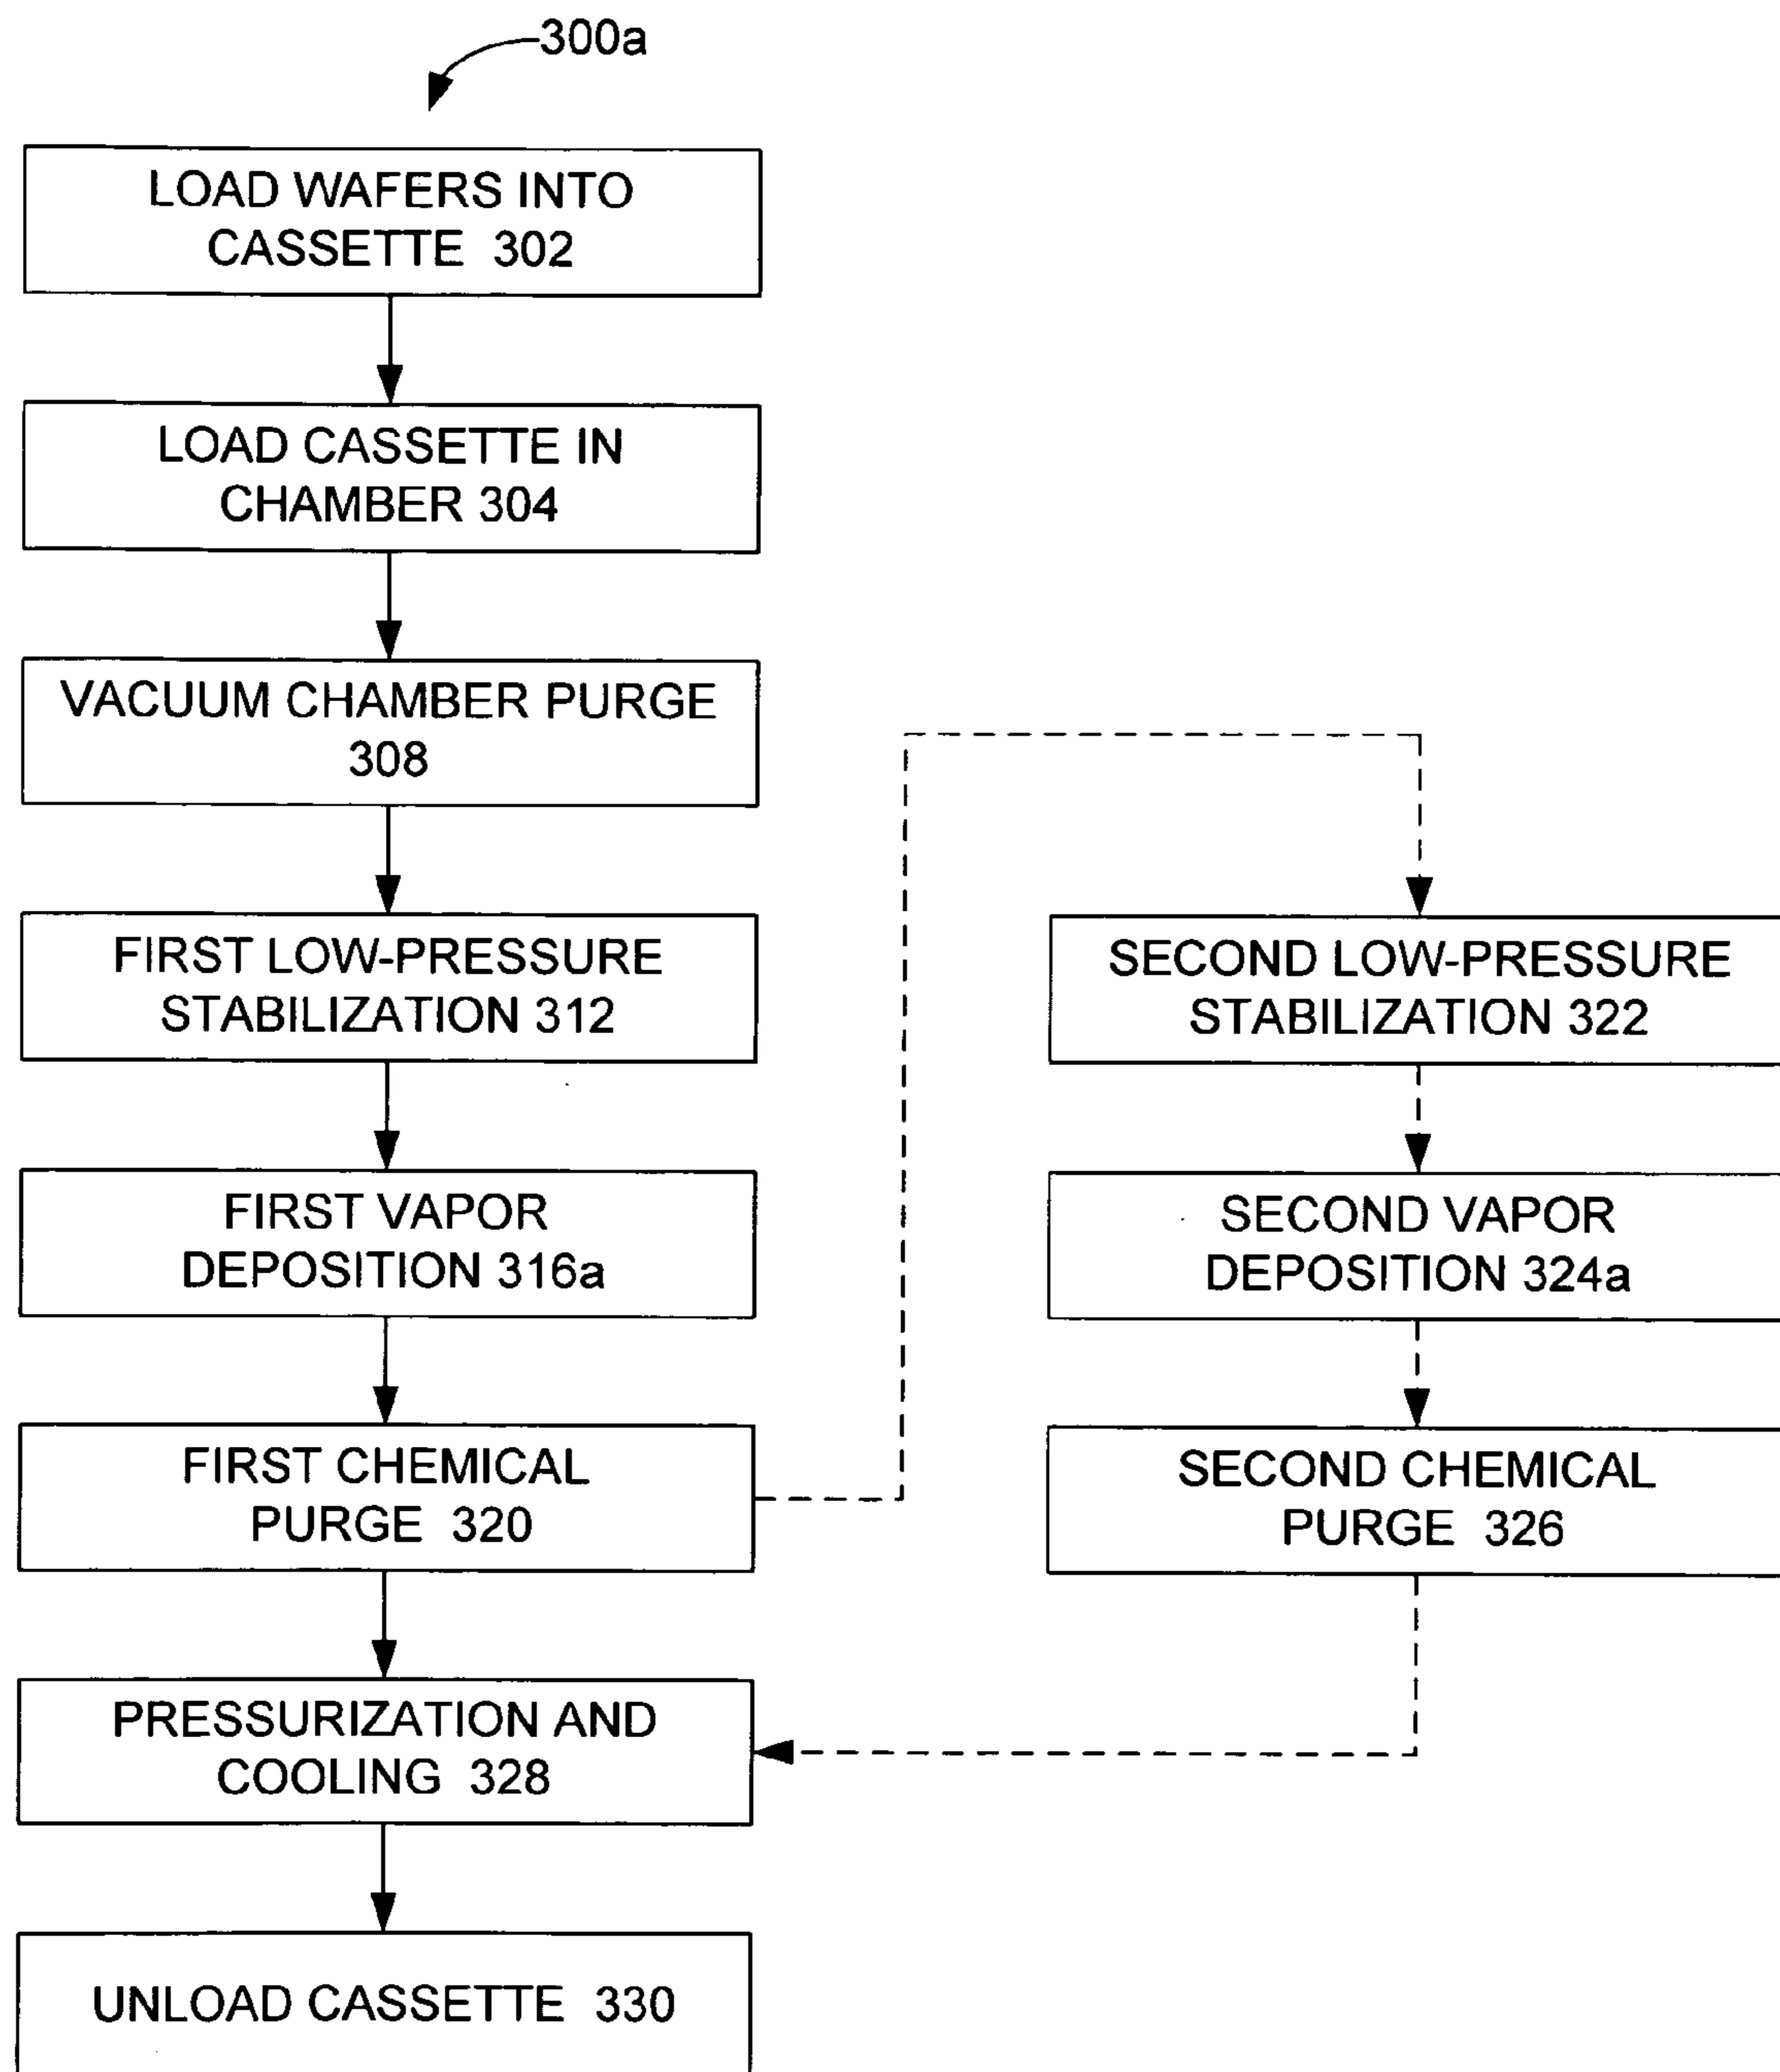 300a
LOAD WAFERS INTO
CASSETTE 302
LOAD CASSETTE IN
CHAMBER 304
VACUUM CHAMBER PURGE
308
FIRST LOW-PRESSURE
STABILIZATION 312
FIRST VAPOR
DEPOSITION 316a
FIRST CHEMICAL
PURGE 320
SECOND LOW-PRESSURE
STABILIZATION 322
SECOND VAPOR
DEPOSITION 324a
SECOND CHEMICAL
PURGE 326
PRESSURIZATION AND
COOLING 328
UNLOAD CASSETTE 330